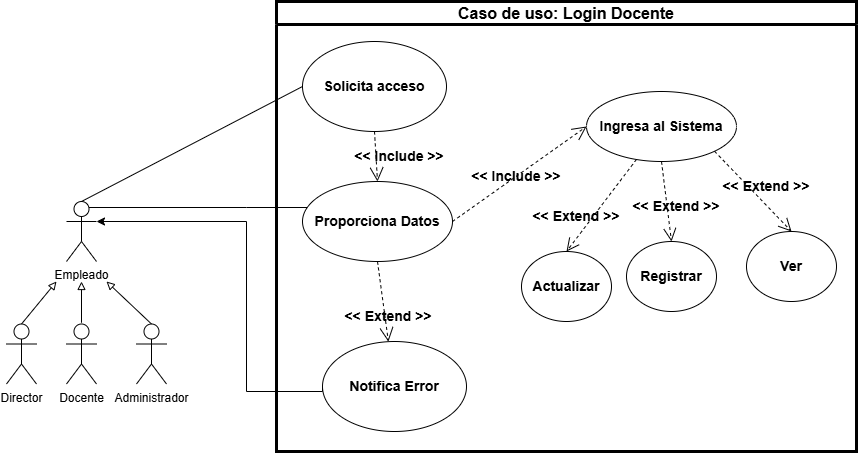 Caso de uso: Login Docente
Solicita acceso
<< Include >>
Ingresa al Sistema
<< Include >>
Proporciona Datos
<< Extend >>
<< Extend >>
<< Extend >>
Actualizar
Registrar
Ver
<< Extend >>
Notifica Error
Empleado
Director
Docente
Administrador